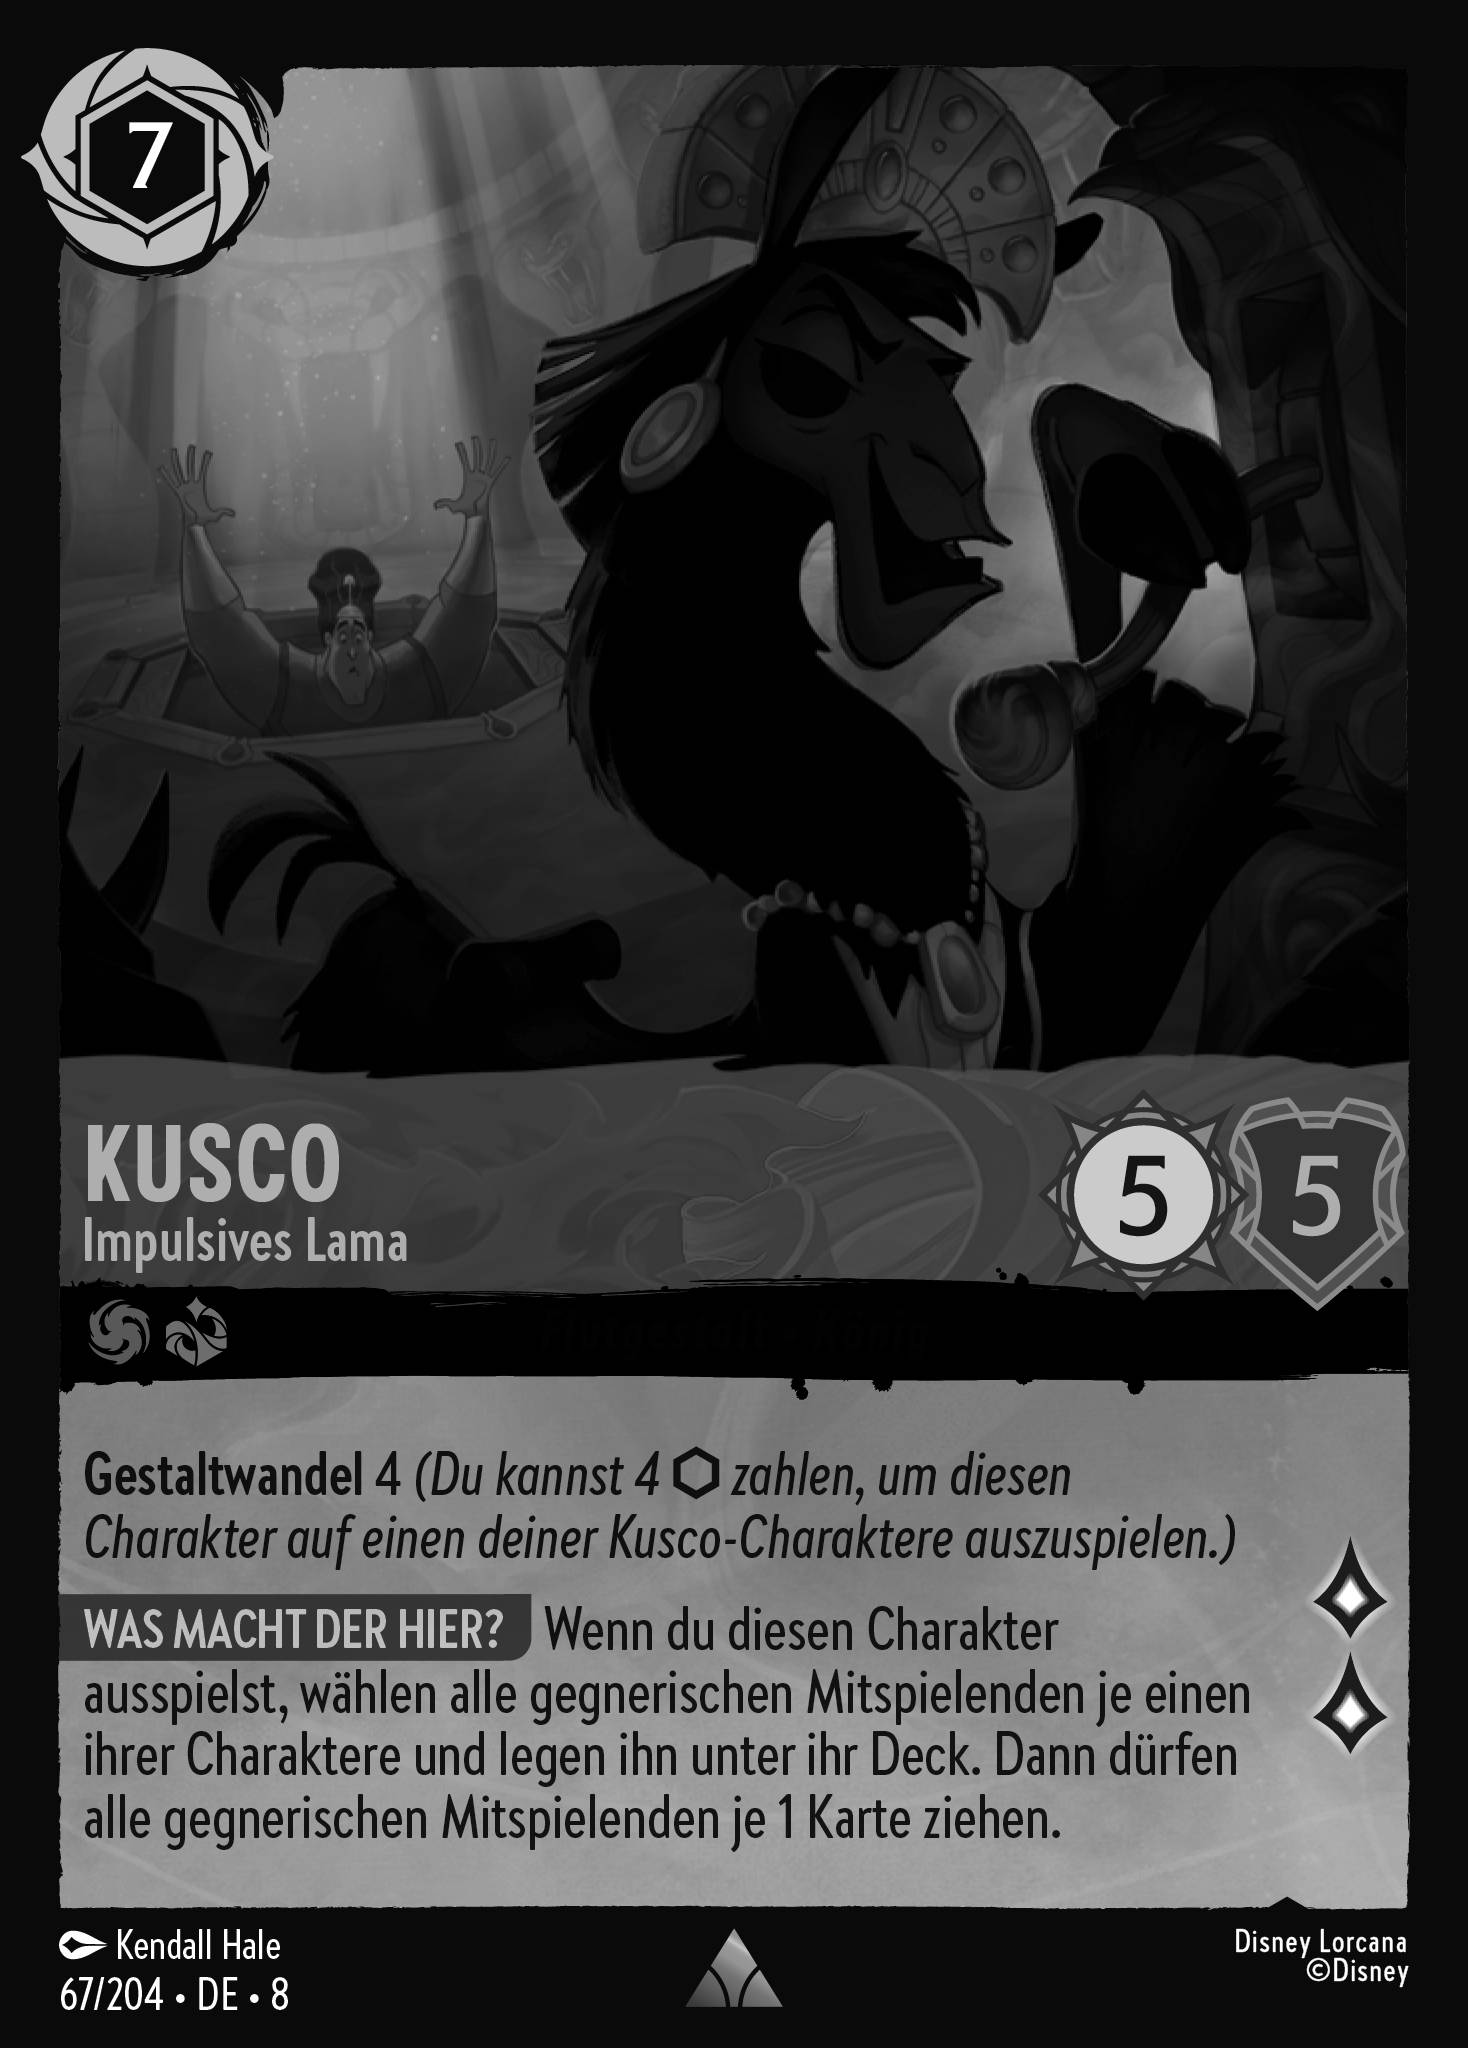 7
KUSCO
Impulsives Lama
5 5
Flutgestalt • König
Gestaltwandel 4 (Du kannst 4 ⬡ zahlen, um diesen
Charakter auf einen deiner Kusco-Charaktere auszuspielen.)
WAS MACHT DER HIER? Wenn du diesen Charakter
ausspielst, wählen alle gegnerischen Mitspielenden je einen
ihrer Charaktere und legen ihn unter ihr Deck. Dann dürfen
alle gegnerischen Mitspielenden je 1 Karte ziehen.
Kendall Hale
67/204 • DE • 8
Disney Lorcana
©Disney